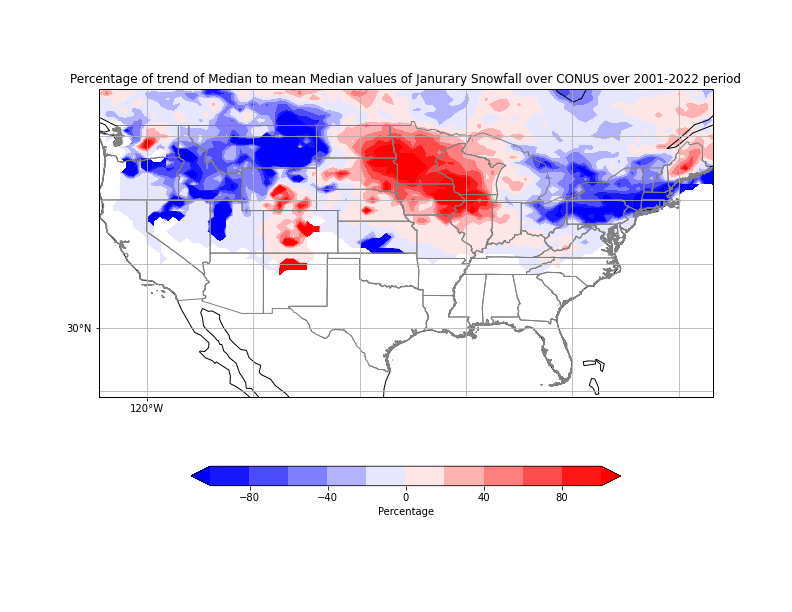 Percentage of trend of Median to mean Median values of Janurary Snowfall over CONUS over 2001-2022 period
30°N
120°W
−80 −40 0 40 80
Percentage